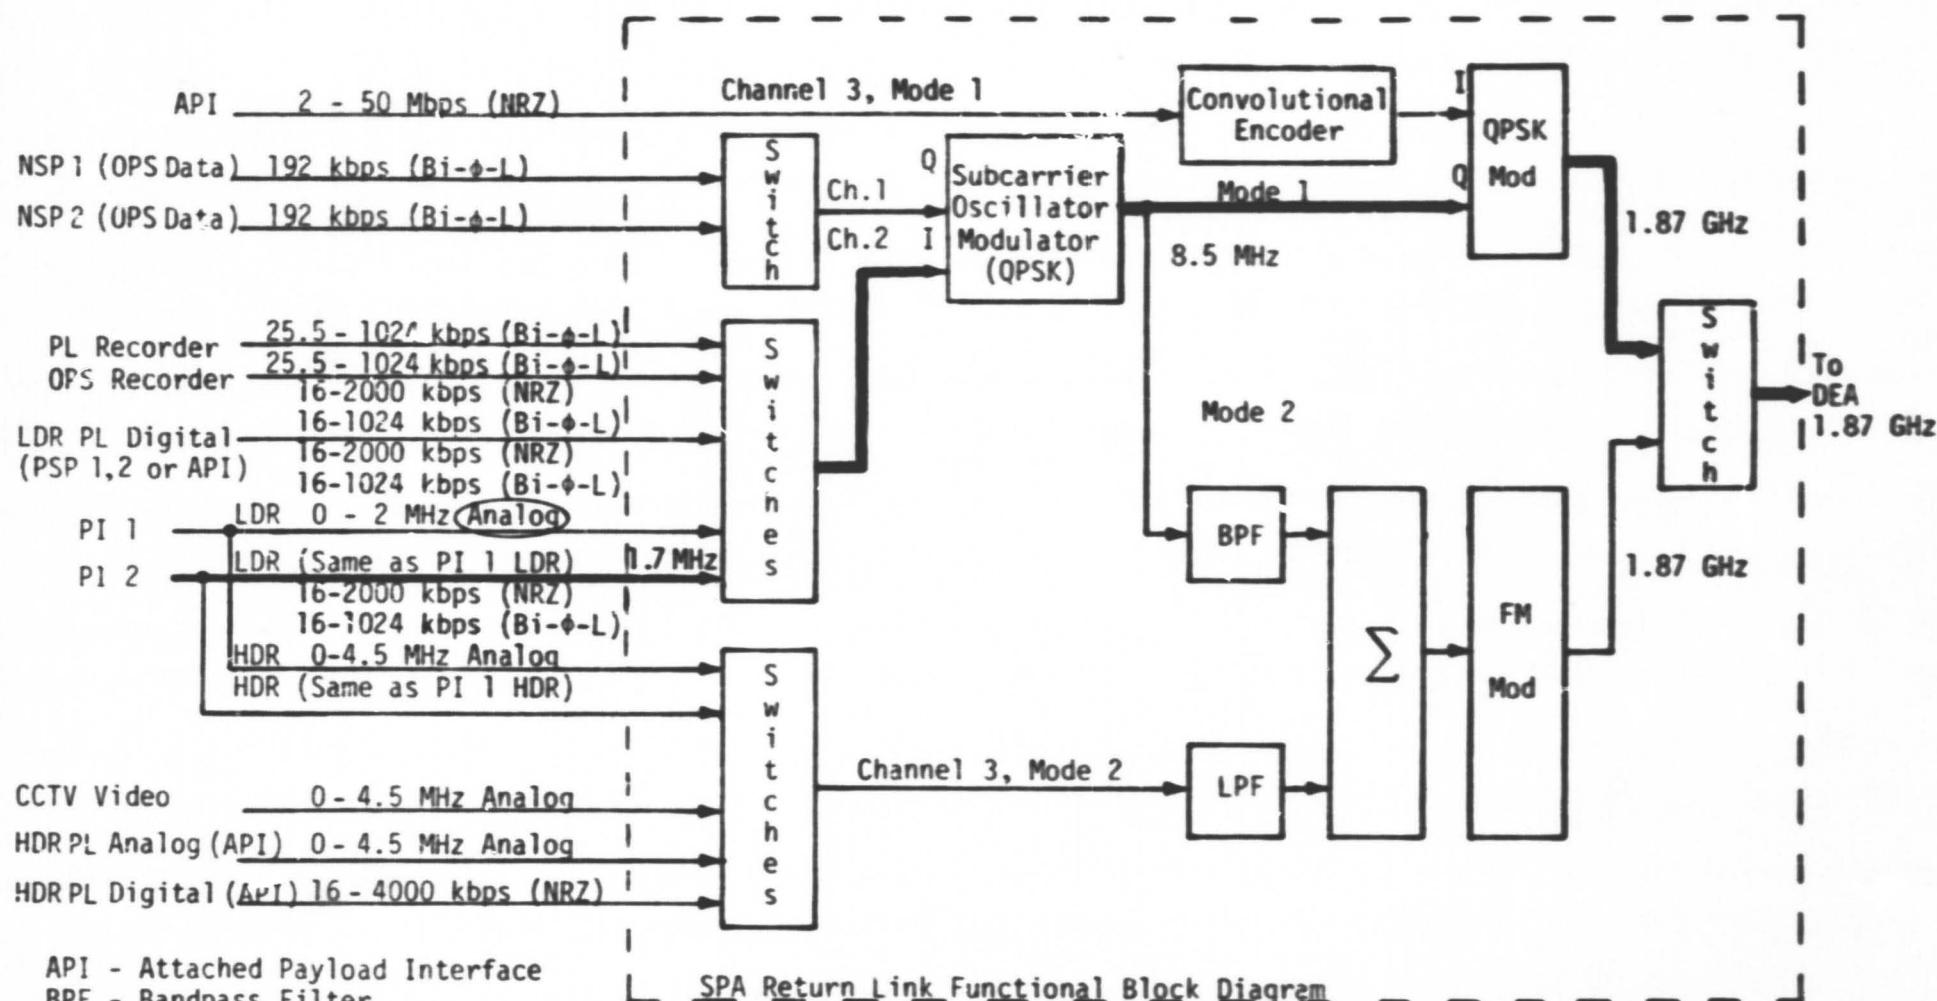 API 2 - 50 Mbps (NRZ) Channel 3, Mode 1
Convolutional
Encoder
I
QPSK
Mod
Q
NSP 1 (OPS Data) 192 kbps (Bi-ϕ-L)
NSP 2 (OPS Data) 192 kbps (Bi-ϕ-L)
Switch
Ch.1
Q
Ch.2 I
Subcarrier
Oscillator
Modulator
(QPSK)
Mode 1
8.5 MHz
1.87 GHz
PL Recorder 25.5 - 1024 kbps (Bi-ϕ-L)
OPS Recorder 25.5 - 1024 kbps (Bi-ϕ-L)
16-2000 kbps (NRZ)
LDR PL Digital 16-1024 kbps (Bi-ϕ-L)
(PSP 1,2 or API) 16-2000 kbps (NRZ)
16-1024 kbps (Bi-ϕ-L)
PI 1 LDR 0 - 2 MHz Analog
PI 2 LDR (Same as PI 1 LDR) 1.7 MHz
16-2000 kbps (NRZ)
16-1024 kbps (Bi-ϕ-L)
Switches
HDR 0-4.5 MHz Analog
HDR (Same as PI 1 HDR)
CCTV Video 0 - 4.5 MHz Analog
HDR PL Analog (API) 0 - 4.5 MHz Analog
HDR PL Digital (API) 16 - 4000 kbps (NRZ)
Switches
Channel 3, Mode 2
Mode 2
BPF
LPF
∑
FM
Mod
1.87 GHz
Switch
To
DEA
1.87 GHz
API - Attached Payload Interface
BPF - Bandpass Filter
SPA Return Link Functional Block Diagram